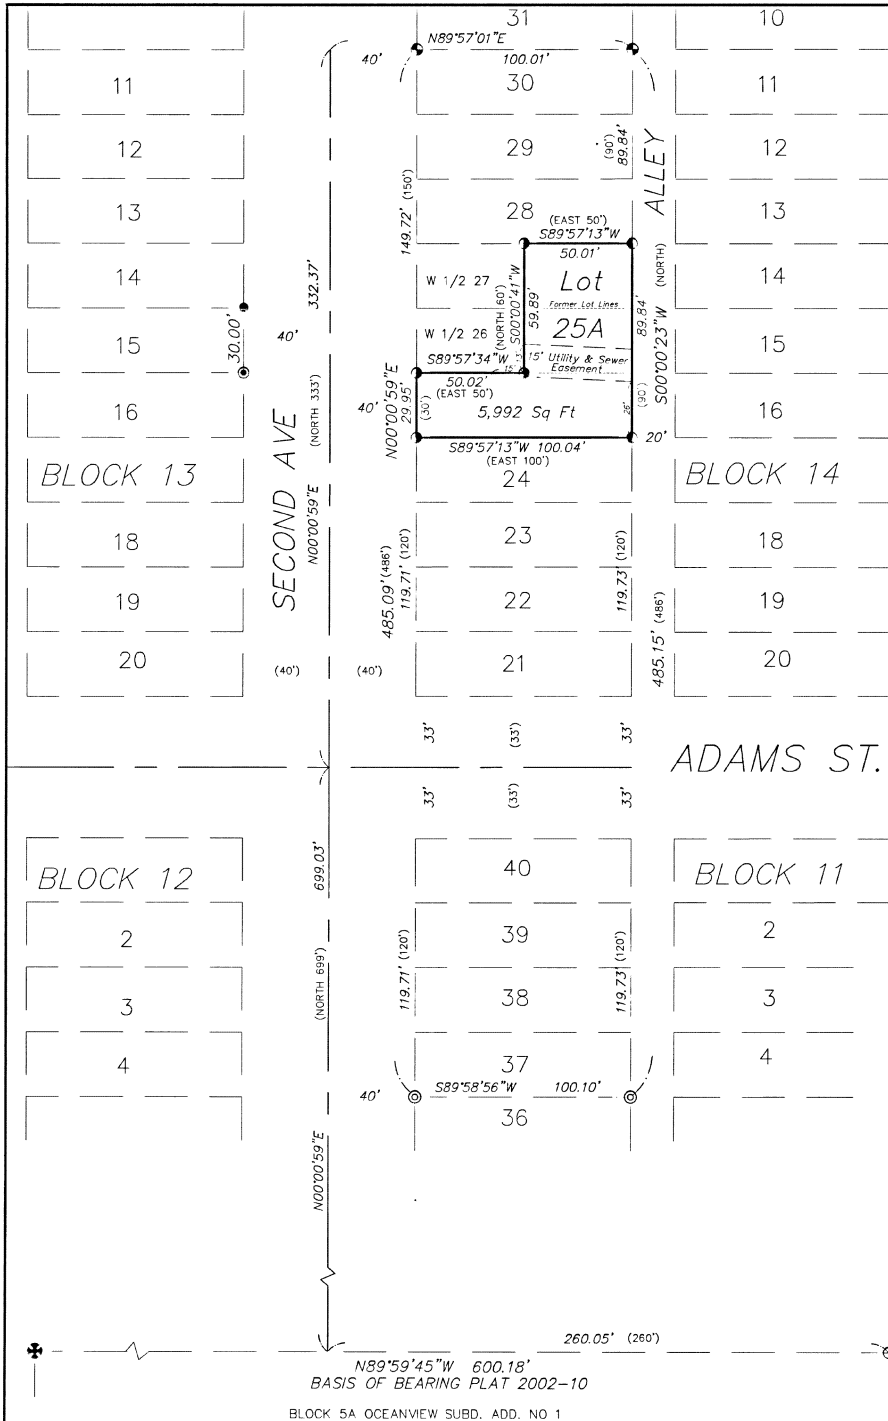 31
10
N89°57'01"E
40'
100.01'
11
30
11
12
29
(90')
89.84'
ALLEY
12
13
149.72' (150')
28
(EAST 50')
S89°57'13"W
50.01'
13
14
332.37'
W 1/2 27
(NORTH 60')
S00°00'41"W
59.89'
Lot
Former Lot Lines
25A
89.84'
S00°00'23"W (NORTH)
(90')
14
30.00'
40'
15
W 1/2 26
S89°57'34"W
15'
15' Utility & Sewer
Easement
15
50.02'
(EAST 50')
16
(NORTH 333')
40'
N00°00'59"E
29.95'
(30')
5,992 Sq Ft
26'
16
S89°57'13"W 100.04'
(EAST 100')
20'
BLOCK 13
SECOND AVE
N00°00'59"E
24
BLOCK 14
18
23
18
485.09' (486')
119.71' (120')
119.73' (120')
19
22
19
485.15' (486')
20
(40')
(40')
21
20
33'
(33')
33'
ADAMS ST.
33'
(33')
33'
699.03'
40
BLOCK 12
BLOCK 11
2
39
2
(NORTH 699')
119.71' (120')
119.73' (120')
3
38
3
4
37
4
40'
S89°58'56"W 100.10'
36
N00°00'59"E
260.05' (260')
N89°59'45"W 600.18'
BASIS OF BEARING PLAT 2002-10
BLOCK 5A OCEANVIEW SUBD. ADD. NO 1